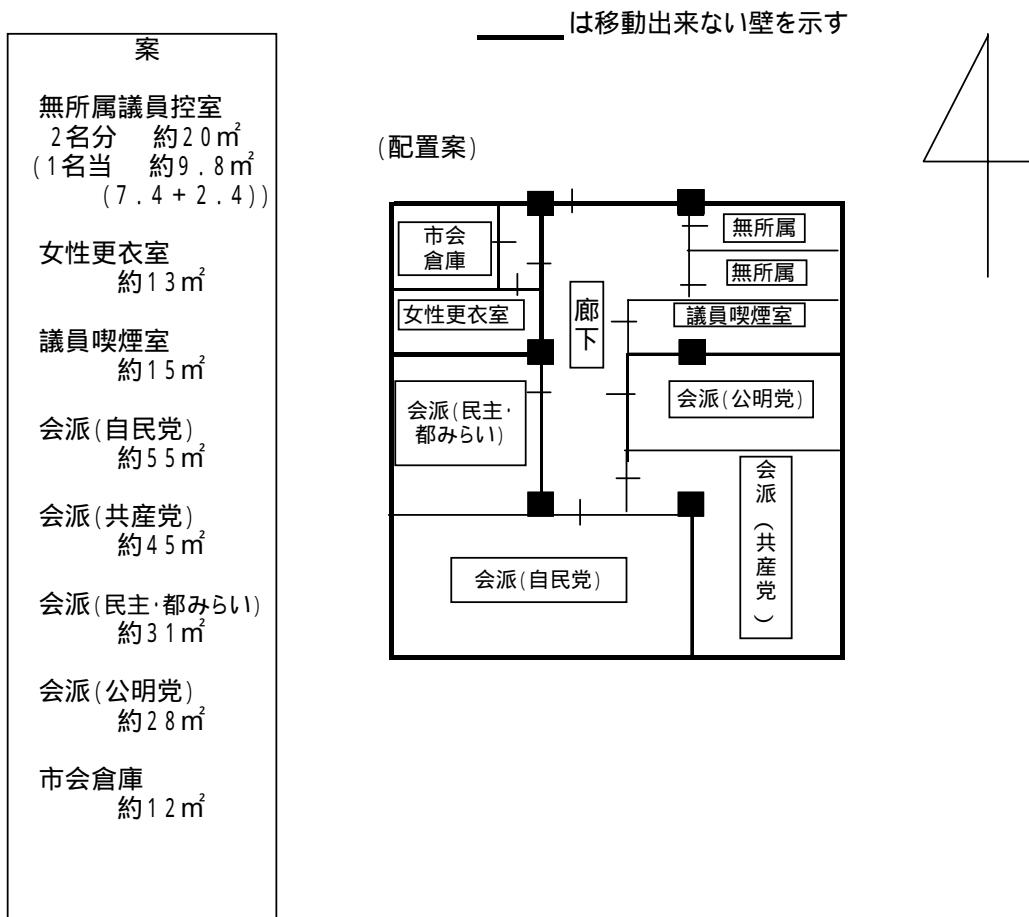 は移動出来ない壁を示す
案
無所属議員控室
2名分 約20㎡
(1名当 約9.8㎡
(7.4+2.4))
女性更衣室
約13㎡
議員喫煙室
約15㎡
会派(自民党)
約55㎡
会派(共産党)
約45㎡
会派(民主・都みらい)
約31㎡
会派(公明党)
約28㎡
市会倉庫
約12㎡
(配置案)
市会
倉庫
無所属
無所属
女性更衣室
廊下
議員喫煙室
会派(民主・
都みらい)
会派(公明党)
会派(共産党)
会派(自民党)